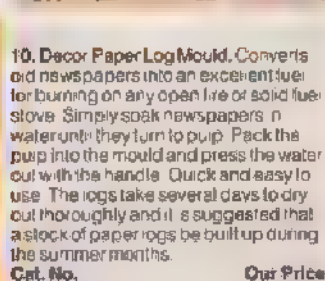 10. Decor Paper Log Mould. Converts
old newspapers into an excellent fuel
for burning on any open fire or solid fuel
stove. Simply soak newspapers in
water until they turn to pulp. Pack the
pulp into the mould and press the water
out with the handle. Quick and easy to
use. The logs take several days to dry
out thoroughly and it is suggested that
a stock of paper logs be built up during
the summer months.
Cat. No. Our Price